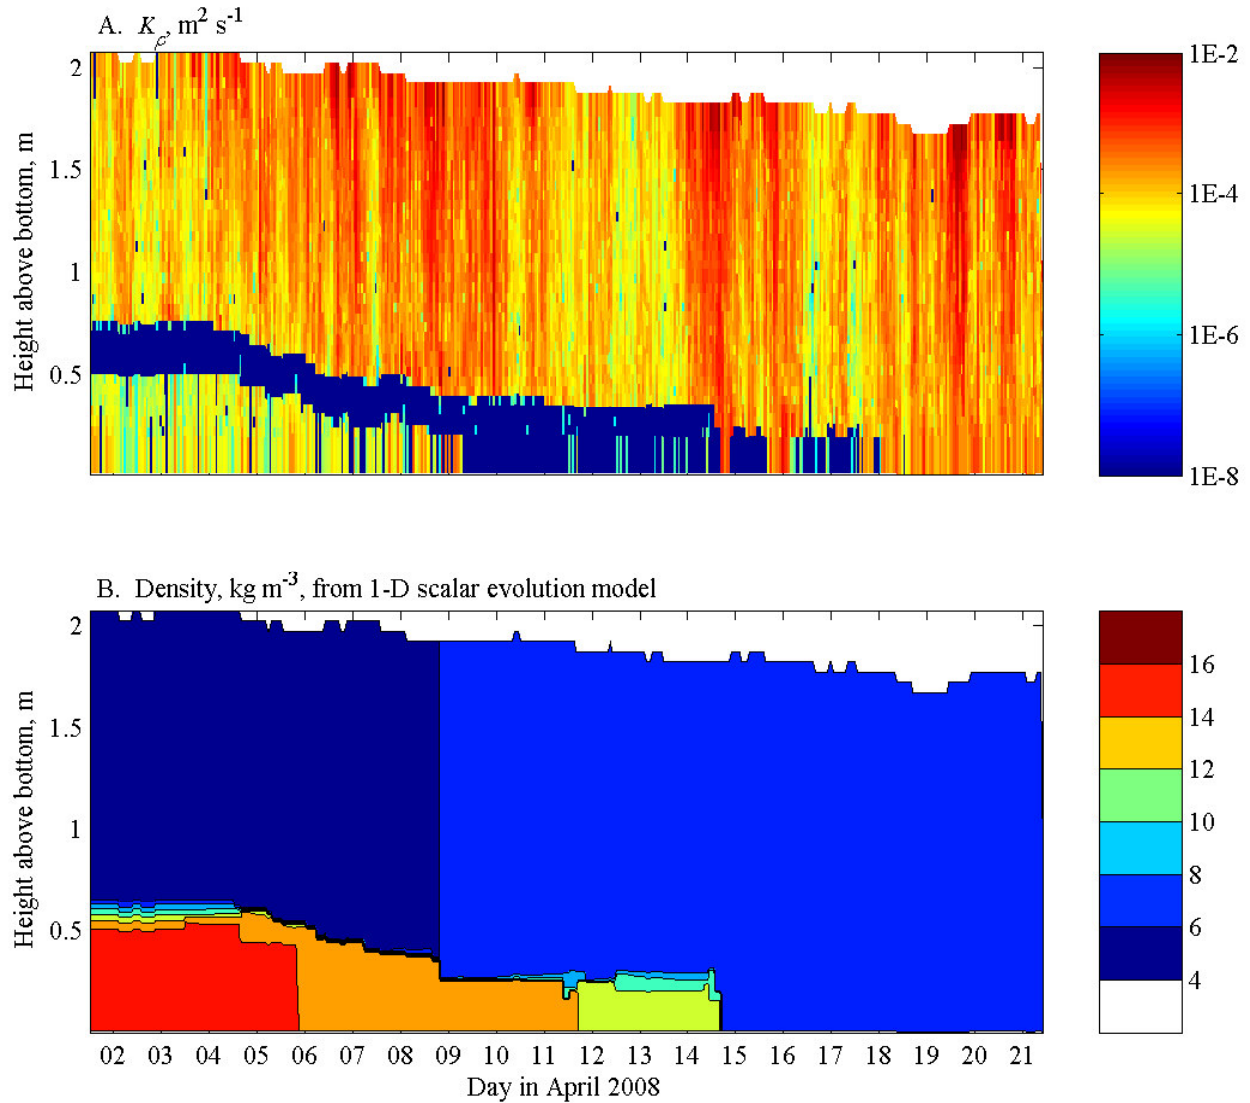 A. K꜀, m² s⁻¹
2
1.5
1
0.5
Height above bottom, m
1E-2
1E-4
1E-6
1E-8
B. Density, kg m⁻³, from 1-D scalar evolution model
2
1.5
1
0.5
Height above bottom, m
16
14
12
10
8
6
4
02 03 04 05 06 07 08 09 10 11 12 13 14 15 16 17 18 19 20 21
Day in April 2008